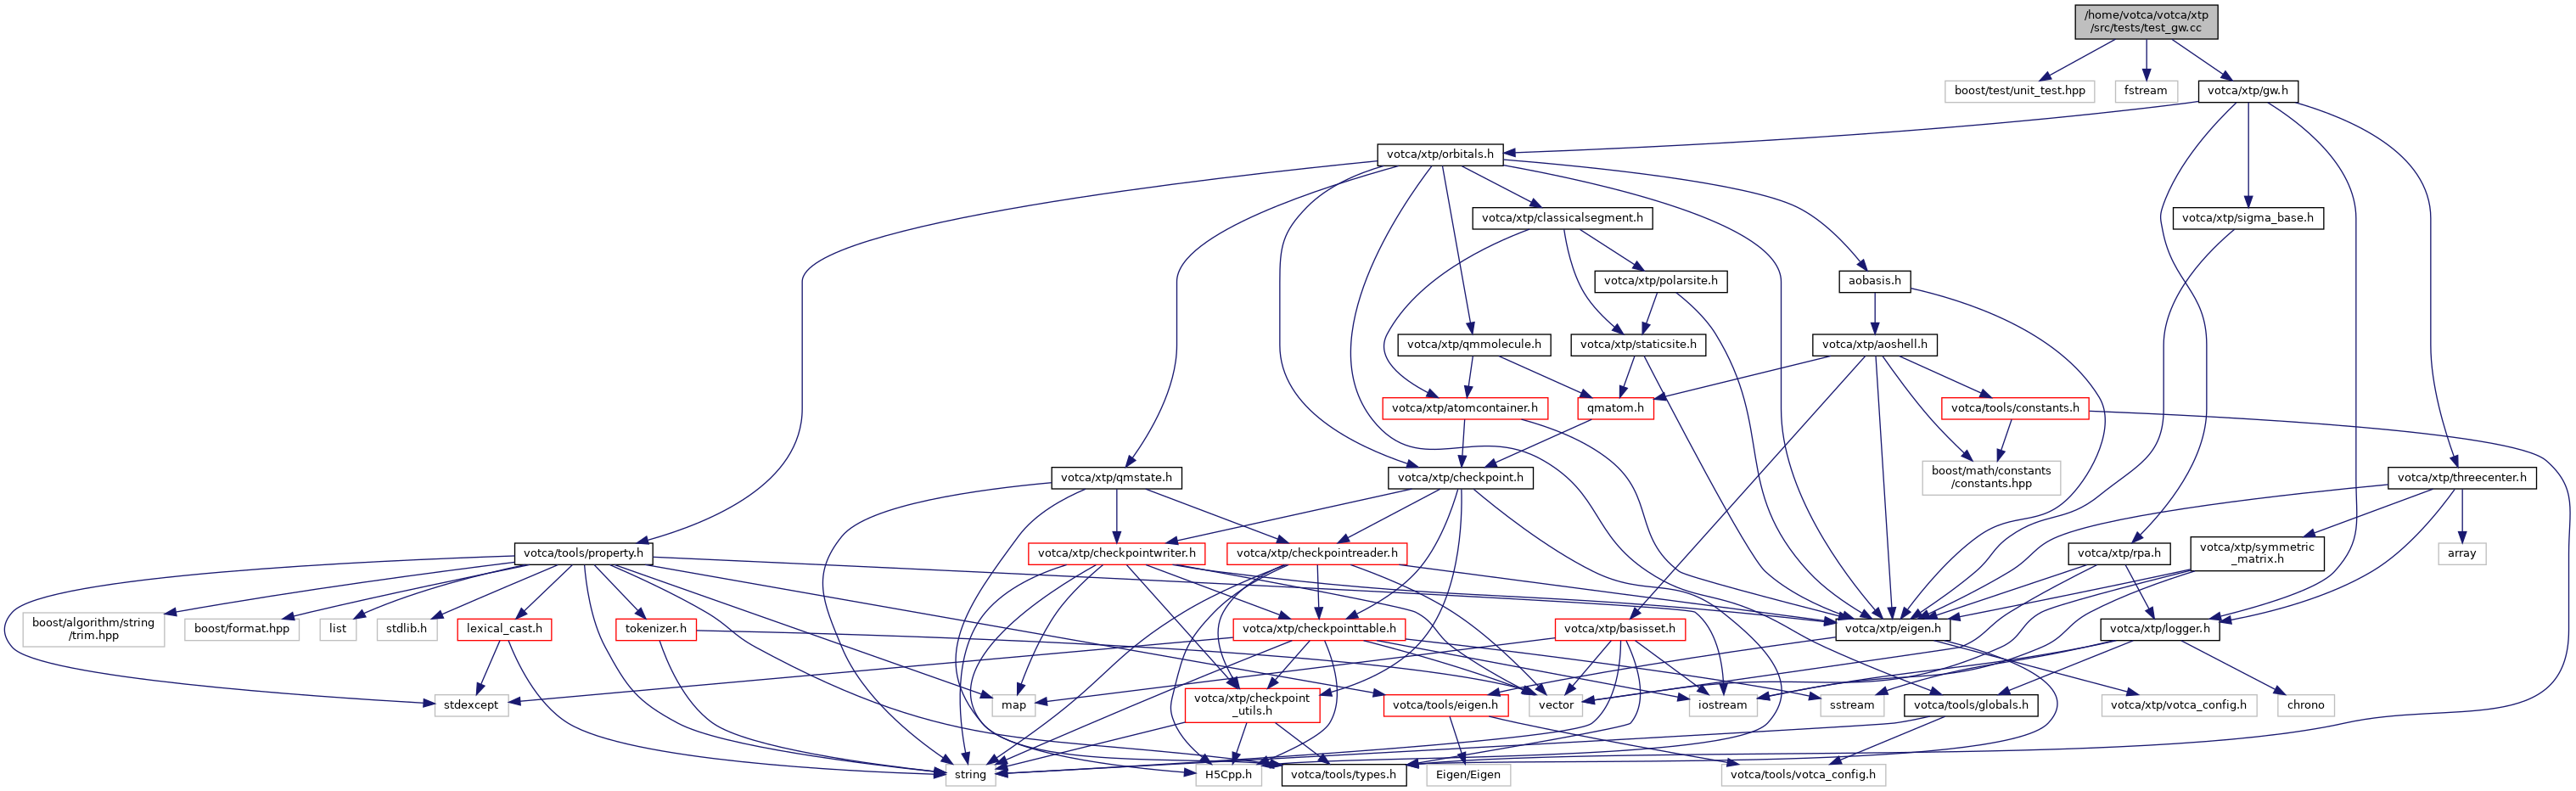 /home/votca/votca/xtp
/src/tests/test_gw.cc
boost/test/unit_test.hpp
fstream
votca/xtp/gw.h
votca/xtp/orbitals.h
votca/xtp/classicalsegment.h
votca/xtp/sigma_base.h
votca/xtp/polarsite.h
aobasis.h
votca/xtp/qmmolecule.h
votca/xtp/staticsite.h
votca/xtp/aoshell.h
votca/xtp/atomcontainer.h
qmatom.h
votca/tools/constants.h
votca/xtp/qmstate.h
votca/xtp/checkpoint.h
boost/math/constants
/constants.hpp
votca/xtp/threecenter.h
votca/tools/property.h
votca/xtp/checkpointwriter.h
votca/xtp/checkpointreader.h
votca/xtp/rpa.h
votca/xtp/symmetric
_matrix.h
array
boost/algorithm/string
/trim.hpp
boost/format.hpp
list
stdlib.h
lexical_cast.h
tokenizer.h
votca/xtp/checkpointtable.h
votca/xtp/basisset.h
votca/xtp/eigen.h
votca/xtp/logger.h
stdexcept
map
votca/xtp/checkpoint
_utils.h
votca/tools/eigen.h
vector
iostream
sstream
votca/tools/globals.h
votca/xtp/votca_config.h
chrono
string
H5Cpp.h
votca/tools/types.h
Eigen/Eigen
votca/tools/votca_config.h